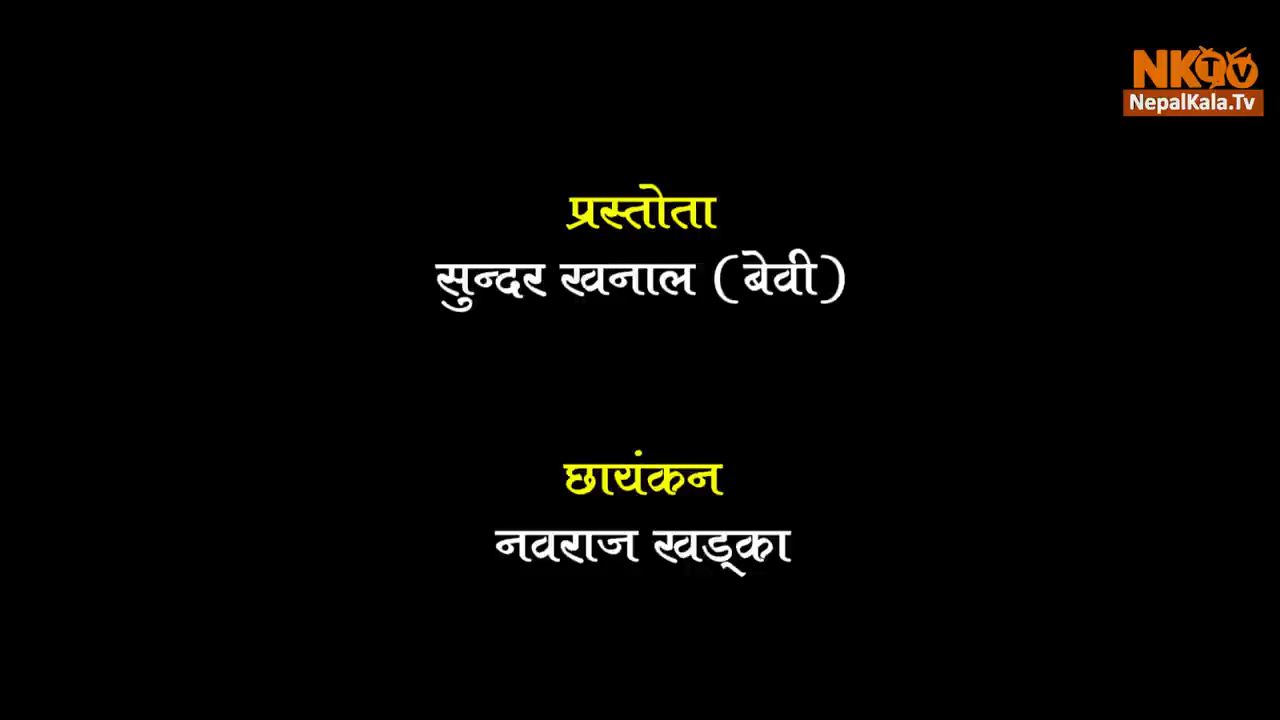 NKTV
NepalKala.Tv
प्रस्तोता
सुन्दर खनाल (बेवी)
छायंकन
नवराज खड्का